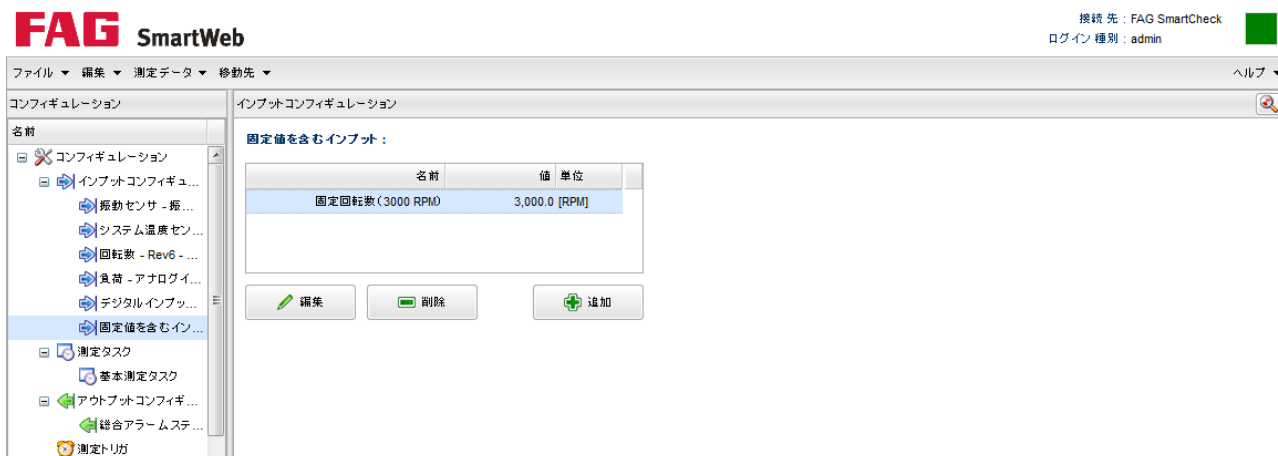 FAG SmartWeb
接続 先 : FAG SmartCheck
ログイン 種別 : admin
ファイル 編集 測定データ 移動先 ヘルプ
コンフィギュレーション
インプットコンフィギュレーション
名前
コンフィギュレーション
インプットコンフィギュ...
振動センサ - 振...
システム温度セン...
回転数 - Rev6 - ...
負荷 - アナログイ...
デジタルインプッ...
固定値を含むイン...
測定タスク
基本測定タスク
アウトプットコンフィギ...
総合アラームステ...
測定トリガ
固定値を含むインプット :
名前 値 単位
固定回転数(3000 RPM) 3,000.0 [RPM]
編集 削除 追加